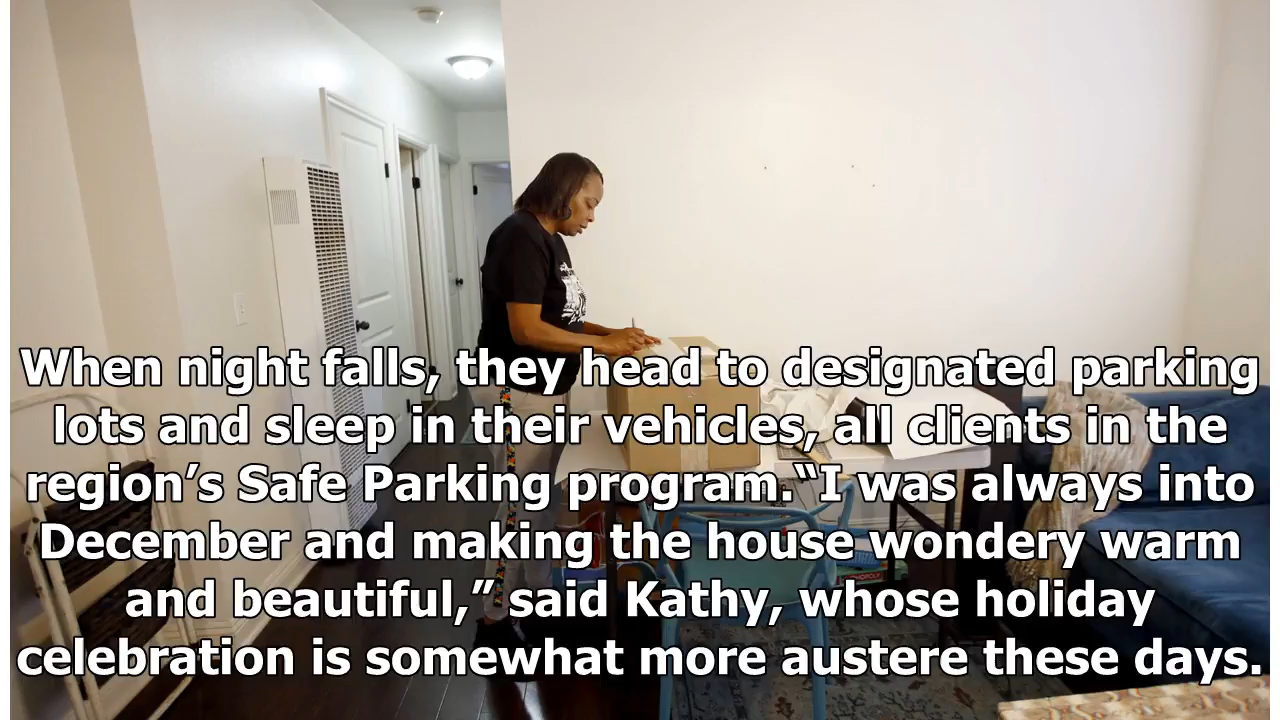 When night falls, they head to designated parking
lots and sleep in their vehicles, all clients in the
region’s Safe Parking program. “I was always into
December and making the house wondery warm
and beautiful,” said Kathy, whose holiday
celebration is somewhat more austere these days.
MONOPOLY